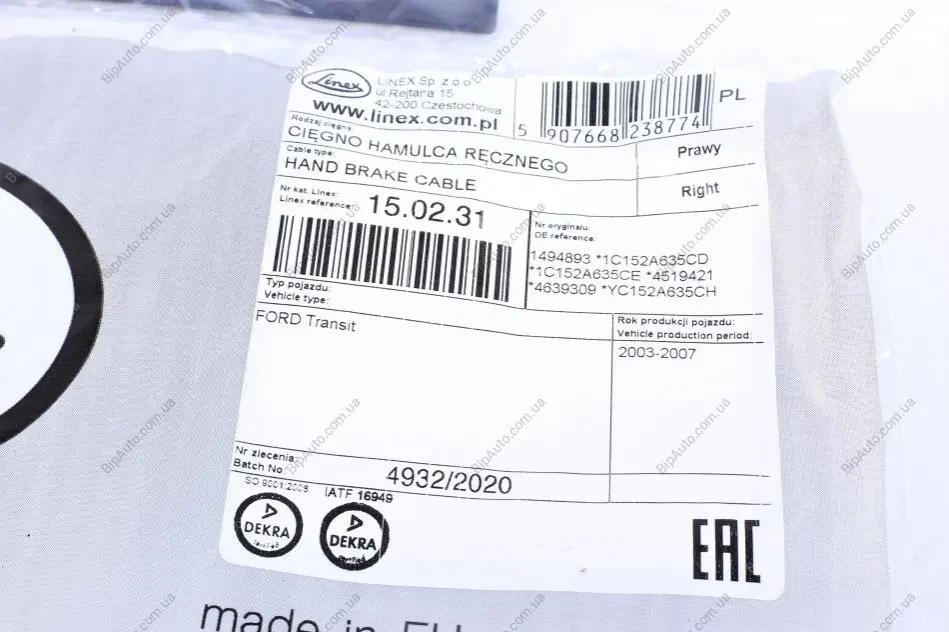 Linex
LINEX Sp. z o o
ul Rejtana 15
42-200 Czestochowa
www.linex.com.pl
5 907668 238774
PL
Rodzaj cięgna:
CIĘGNO HAMULCA RĘCZNEGO
Prawy
Cable type:
HAND BRAKE CABLE
Right
Nr kat. Linex:
Linex reference:
15.02.31
Nr oryginału:
OE reference:
1494893 *1C152A635CD
*1C152A635CE *4519421
*4639309 *YC152A635CH
Typ pojazdu:
Vehicle type:
FORD Transit
Rok produkcji pojazdu:
Vehicle production period:
2003-2007
Nr zlecenia:
Batch No:
4932/2020
ISO 9001:2008
IATF 16949
DEKRA
DEKRA
EAC
made in EU
BipAuto.com.ua